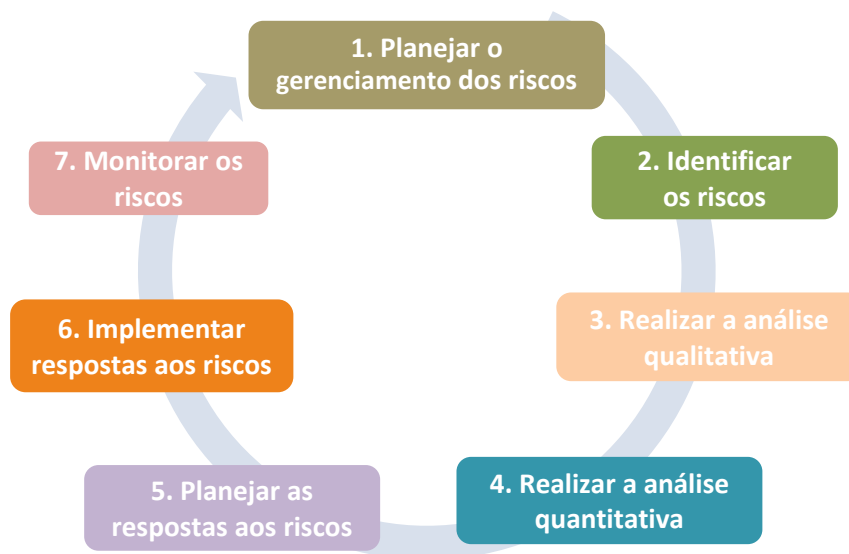 1. Planejar o
gerenciamento dos riscos
2. Identificar
os riscos
3. Realizar a análise
qualitativa
4. Realizar a análise
quantitativa
5. Planejar as
respostas aos riscos
6. Implementar
respostas aos riscos
7. Monitorar os
riscos